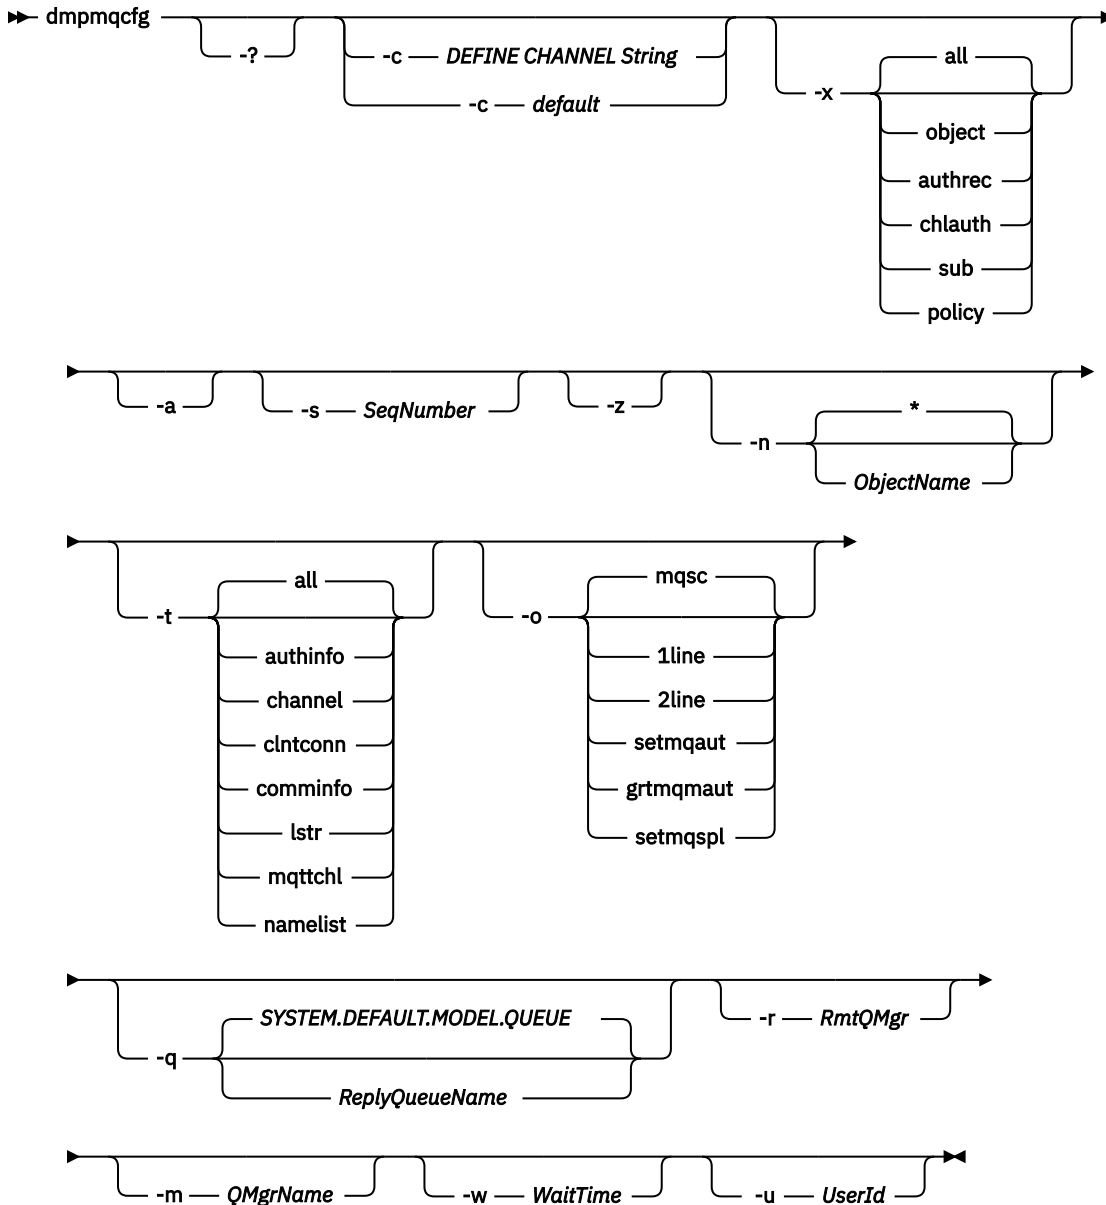 dmpmqcfg
-?
-c DEFINE CHANNEL String
-c default
-x
all
object
authrec
chlauth
sub
policy
-a
-s SeqNumber
-z
-n
*
ObjectName
-t
all
authinfo
channel
clntconn
comminfo
lstr
mqttchl
namelist
-o
mqsc
1line
2line
setmqaut
grtmqmaut
setmqspl
-q
SYSTEM.DEFAULT.MODEL.QUEUE
ReplyQueueName
-r RmtQMgr
-m QMgrName
-w WaitTime
-u UserId